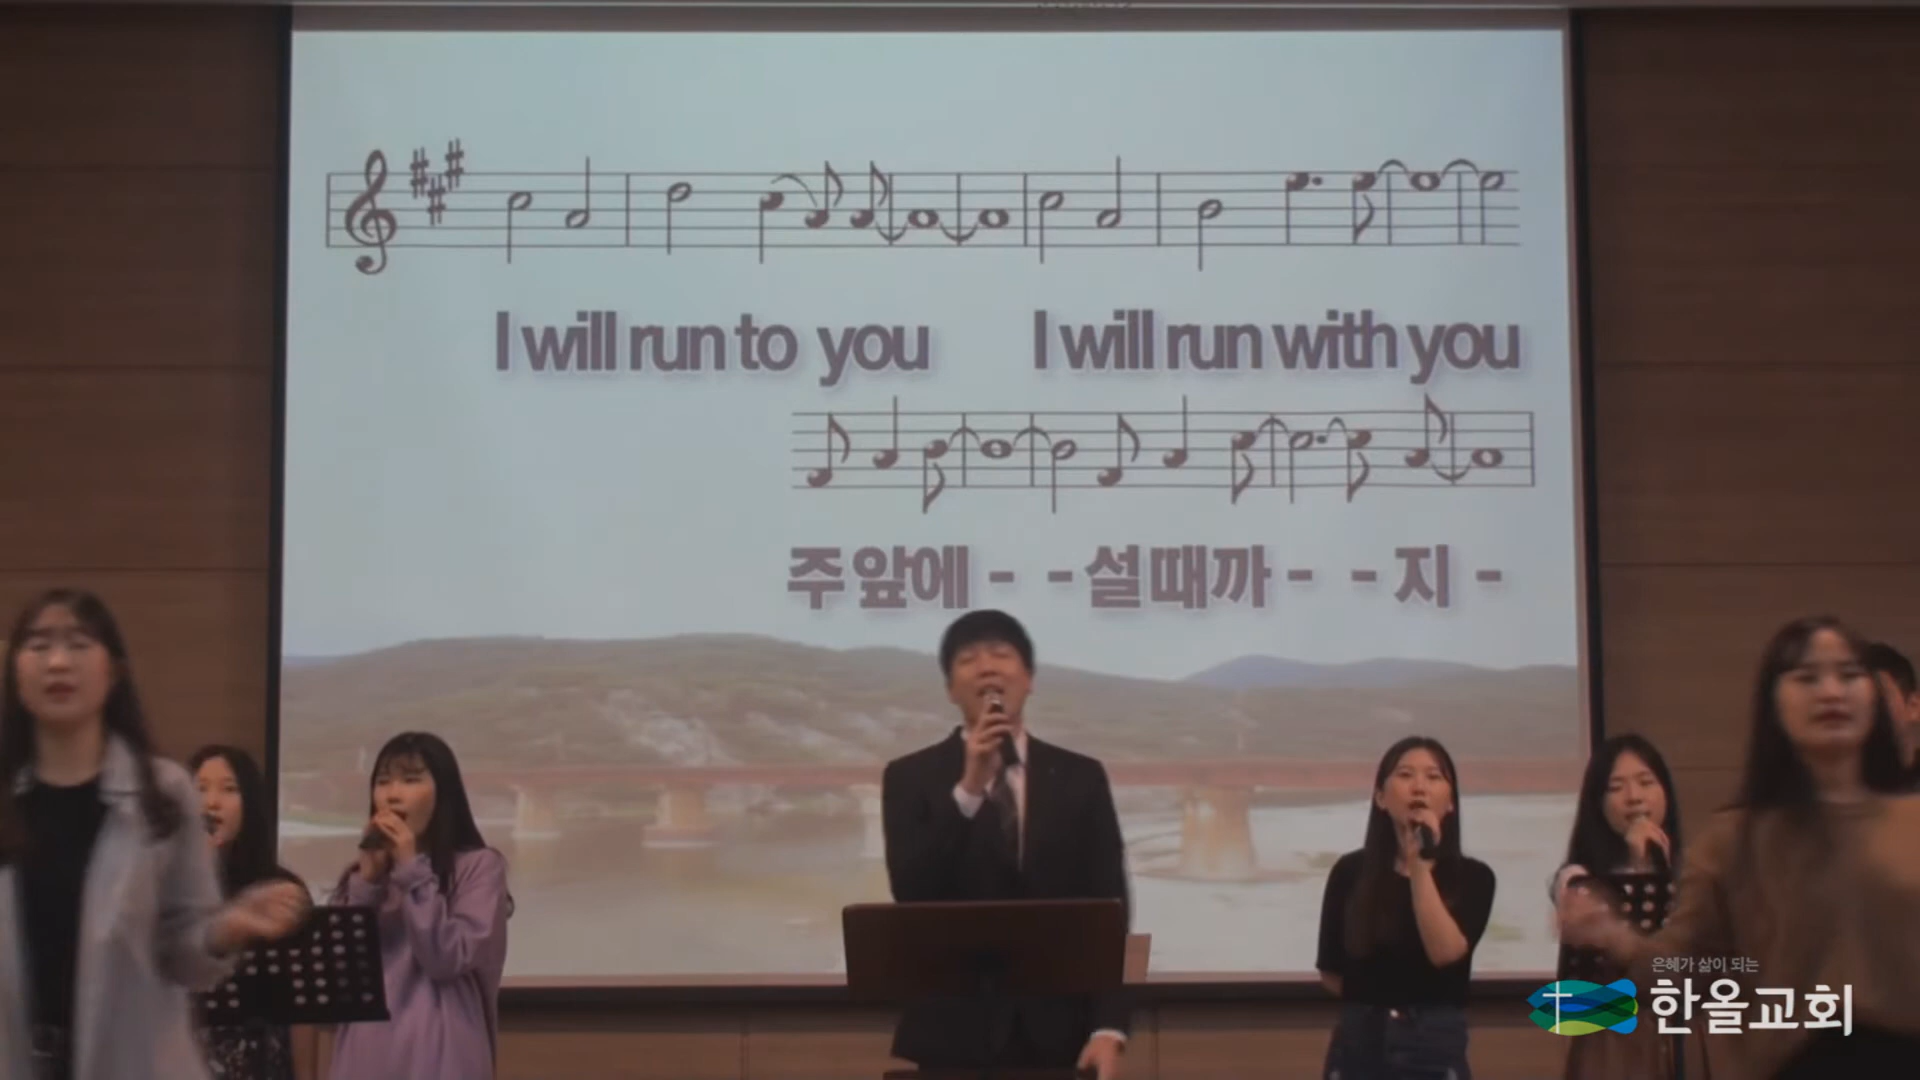 I will run to you I will run with you
주 앞에 - - 설 때 까 - - 지 -
은혜가 삶이 되는
한올교회